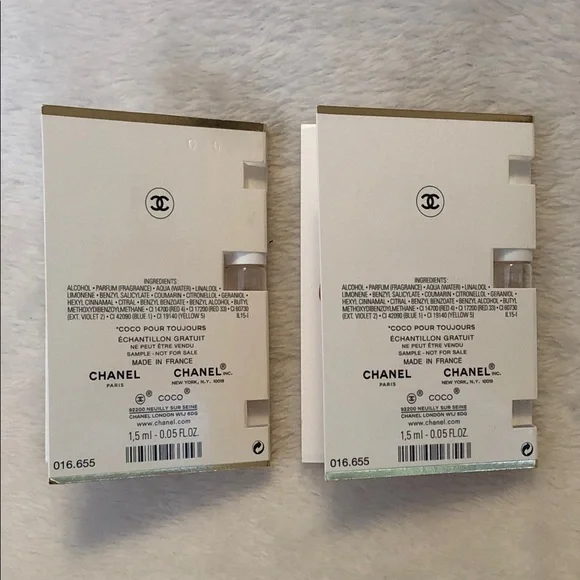 INGREDIENTS:
ALCOHOL • PARFUM (FRAGRANCE) • AQUA (WATER) • LINALOOL •
LIMONENE • BENZYL SALICYLATE • COUMARIN • CITRONELLOL • GERANIOL •
HEXYL CINNAMAL • CITRAL • BENZYL BENZOATE • BENZYL ALCOHOL • BUTYL
METHOXYDIBENZOYLMETHANE • CI 14700 (RED 4) • CI 17200 (RED 33) • CI 60730
(EXT. VIOLET 2) • CI 42090 (BLUE 1) • CI 19140 (YELLOW 5) IL15-I
"COCO POUR TOUJOURS
ÉCHANTILLON GRATUIT
NE PEUT ÊTRE VENDU
SAMPLE - NOT FOR SALE
MADE IN FRANCE
CHANEL CHANEL® INC.
PARIS NEW YORK, N.Y. 10019
® COCO®
92200 NEUILLY SUR SEINE
CHANEL LONDON W1J 6DG
www.chanel.com
1,5 ml - 0.05 FL.OZ.
016.655
INGREDIENTS:
ALCOHOL • PARFUM (FRAGRANCE) • AQUA (WATER) • LINALOOL •
LIMONENE • BENZYL SALICYLATE • COUMARIN • CITRONELLOL • GERANIOL •
HEXYL CINNAMAL • CITRAL • BENZYL BENZOATE • BENZYL ALCOHOL • BUTYL
METHOXYDIBENZOYLMETHANE • CI 14700 (RED 4) • CI 17200 (RED 33) • CI 60730
(EXT. VIOLET 2) • CI 42090 (BLUE 1) • CI 19140 (YELLOW 5) IL15-I
"COCO POUR TOUJOURS
ÉCHANTILLON GRATUIT
NE PEUT ÊTRE VENDU
SAMPLE - NOT FOR SALE
MADE IN FRANCE
CHANEL CHANEL® INC.
PARIS NEW YORK, N.Y. 10019
® COCO®
92200 NEUILLY SUR SEINE
CHANEL LONDON W1J 6DG
www.chanel.com
1,5 ml - 0.05 FL.OZ.
016.655